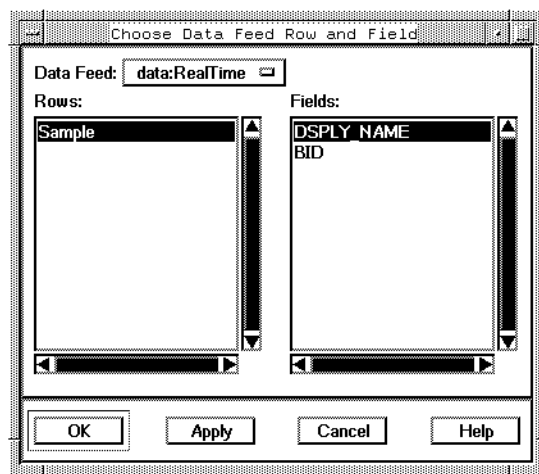 Choose Data Feed Row and Field
Data Feed: data:RealTime
Rows: Fields:
Sample DSPLY_NAME
BID
OK Apply Cancel Help